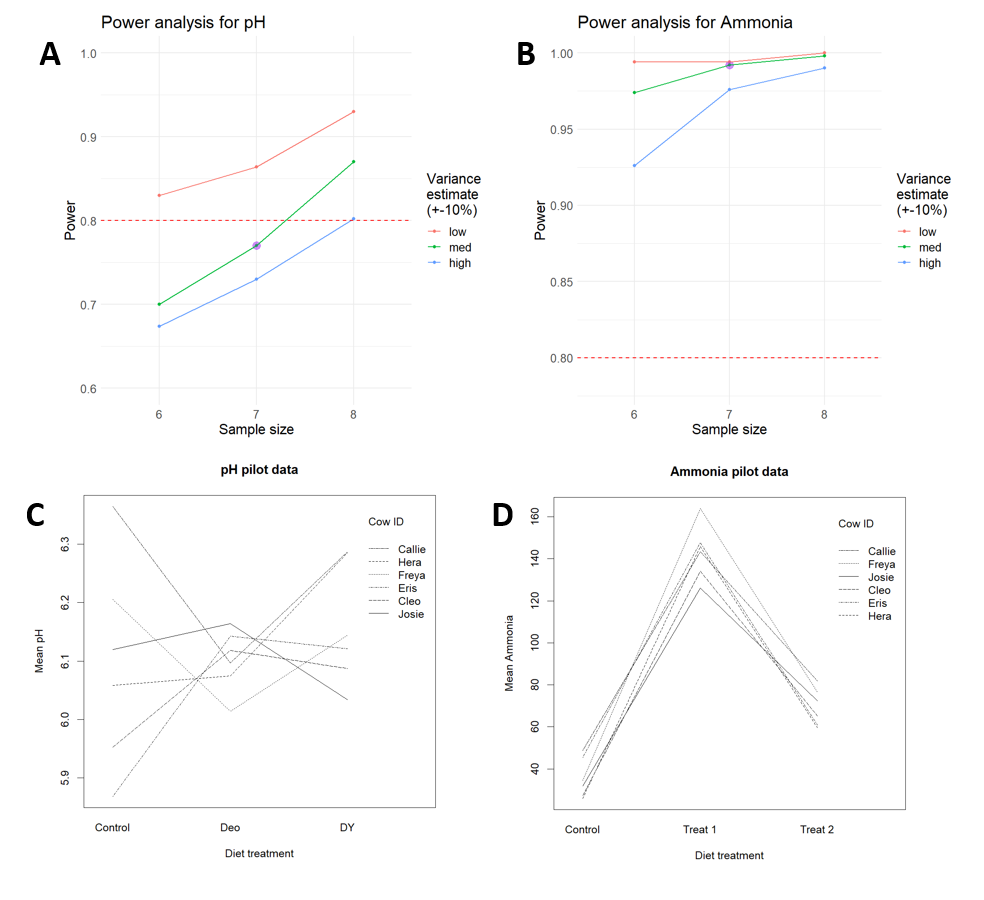 Power analysis for pH
A
1.0
0.9
0.8
0.7
0.6
Power
6
7
8
Sample size
Variance
estimate
(+-10%)
low
med
high
Power analysis for Ammonia
B
1.00
0.95
0.90
0.85
0.80
Power
6
7
8
Sample size
Variance
estimate
(+-10%)
low
med
high
pH pilot data
C
6.3
6.2
6.1
6.0
5.9
Mean pH
Control
Deo
DY
Diet treatment
Cow ID
Callie
Hera
Freya
Eris
Cleo
Josie
Ammonia pilot data
D
160
140
120
100
80
60
40
Mean Ammonia
Control
Treat 1
Treat 2
Diet treatment
Cow ID
Callie
Freya
Josie
Cleo
Eris
Hera